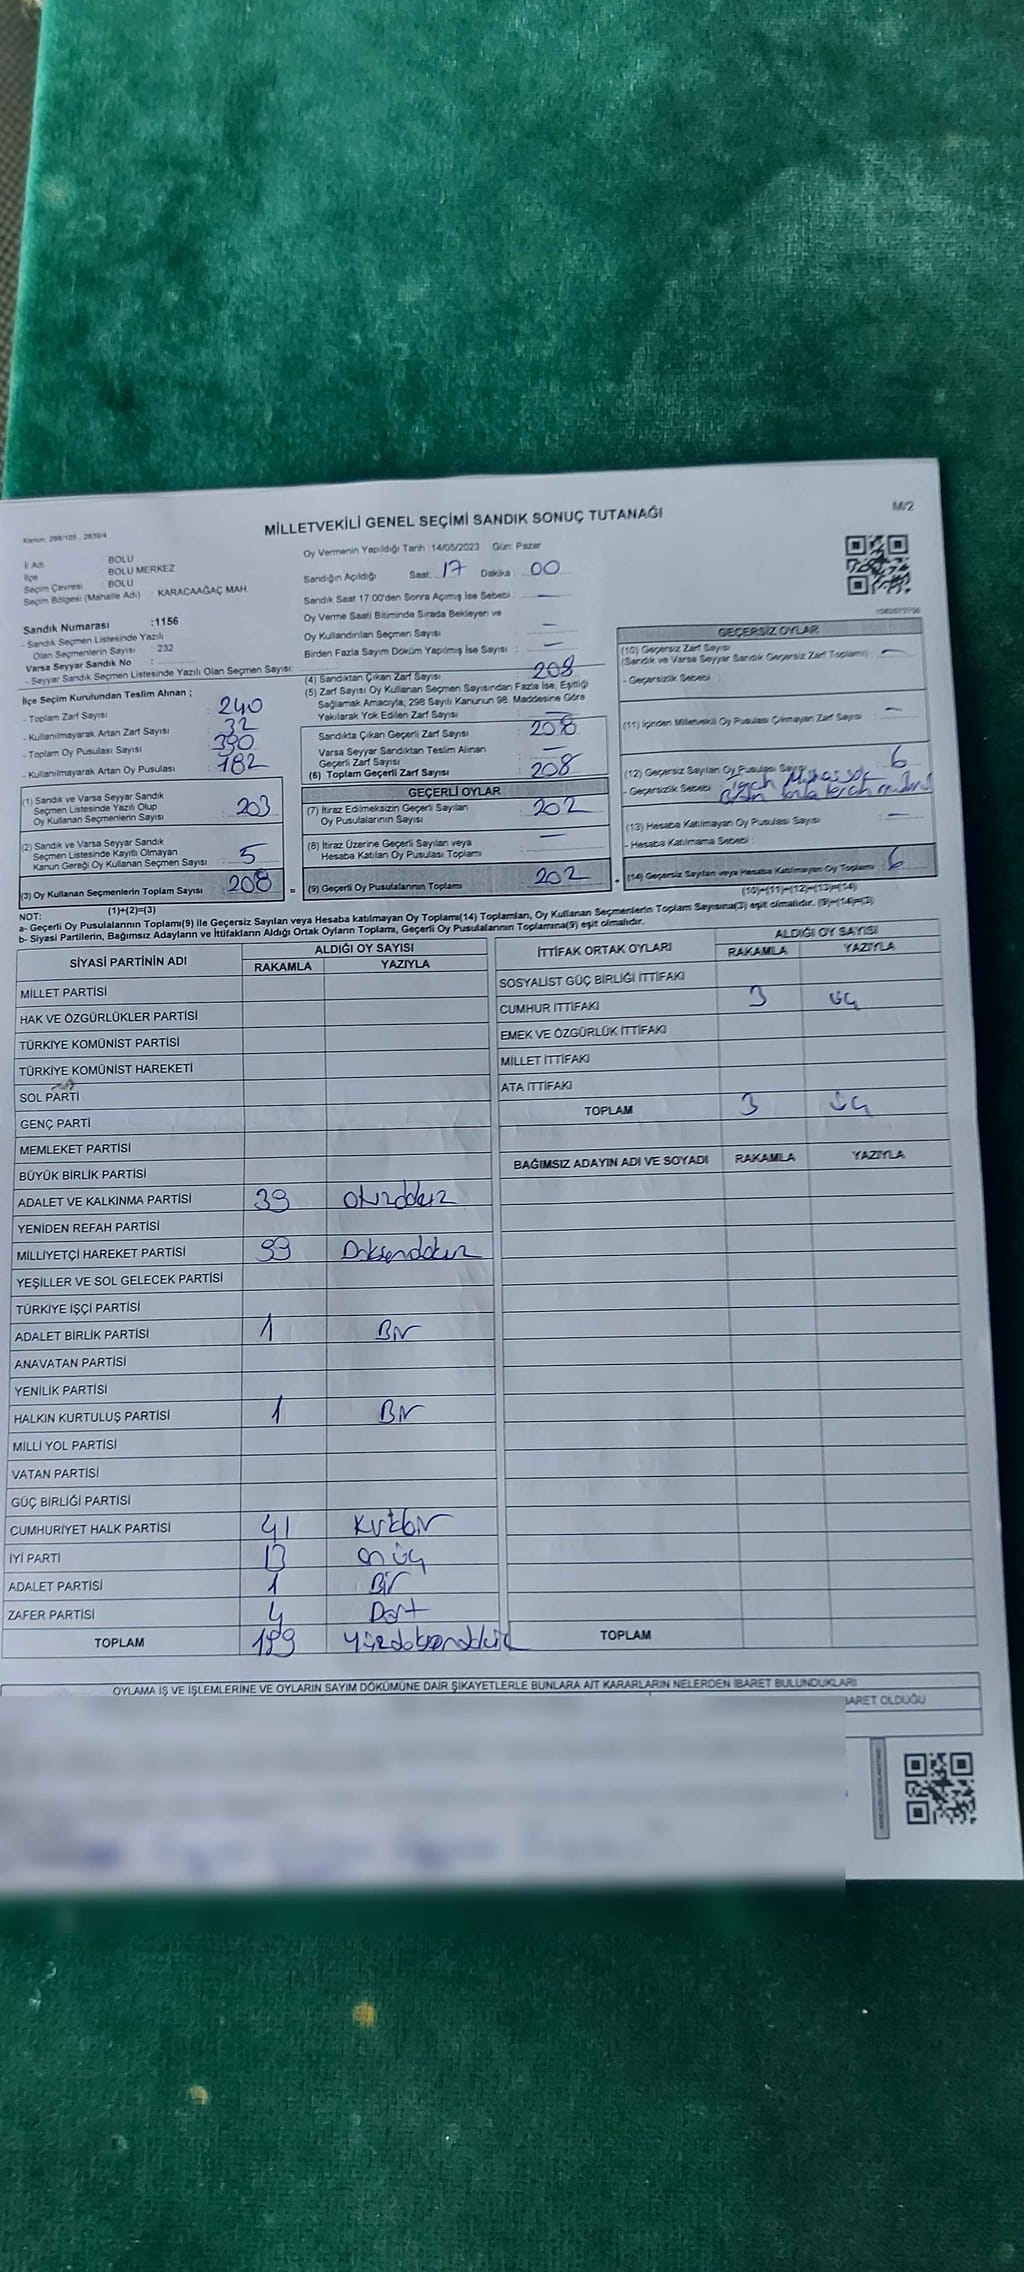 Kanun: 298/105 , 2839/4
M/2
MİLLETVEKİLİ GENEL SEÇİMİ SANDIK SONUÇ TUTANAĞI
İl Adı : BOLU
İlçe : BOLU MERKEZ
Seçim Çevresi : BOLU
Seçim Bölgesi (Mahalle Adı) : KARACAAĞAÇ MAH
Sandık Numarası :1156
- Sandık Seçmen Listesinde Yazılı
Olan Seçmenlerin Sayısı : 232
Varsa Seyyar Sandık No :
- Seyyar Sandık Seçmen Listesinde Yazılı Olan Seçmen Sayısı:
Oy Vermenin Yapıldığı Tarih :14/05/2023 Gün: Pazar
Sandığın Açıldığı Saat: 17 Dakika : 00
Sandık Saat 17:00'den Sonra Açmış İse Sebebi : —
Oy Verme Saati Bitiminde Sırada Bekleyen ve
Oy Kullandırılan Seçmen Sayısı : —
Birden Fazla Sayım Döküm Yapılmış İse Sayısı : —
İlçe Seçim Kurulundan Teslim Alınan ;
- Toplam Zarf Sayısı : 240
- Kullanılmayarak Artan Zarf Sayısı : 32
- Toplam Oy Pusulası Sayısı : 390
- Kullanılmayarak Artan Oy Pusulası : 182
(1) Sandık ve Varsa Seyyar Sandık
Seçmen Listesinde Yazılı Olup
Oy Kullanan Seçmenlerin Sayısı : 203
(2) Sandık ve Varsa Seyyar Sandık
Seçmen Listesinde Kayıtlı Olmayan
Kanun Gereği Oy Kullanan Seçmen Sayısı : 5
(3) Oy Kullanan Seçmenlerin Toplam Sayısı : 208
(1)+(2)=(3)
(4) Sandıktan Çıkan Zarf Sayısı : 208
(5) Zarf Sayısı Oy Kullanan Seçmen Sayısından Fazla İse, Eşitliği
Sağlamak Amacıyla, 298 Sayılı Kanunun 98. Maddesine Göre
Yakılarak Yok Edilen Zarf Sayısı : —
Sandıkta Çıkan Geçerli Zarf Sayısı : 208
Varsa Seyyar Sandıktan Teslim Alınan
Geçerli Zarf Sayısı : —
(6) Toplam Geçerli Zarf Sayısı : 208
GEÇERLİ OYLAR
(7) İtiraz Edilmeksizin Geçerli Sayılan
Oy Pusulalarının Sayısı : 202
(8) İtiraz Üzerine Geçerli Sayılan veya
Hesaba Katılan Oy Pusulası Toplamı : —
= (9) Geçerli Oy Pusulalarının Toplamı : 202
GEÇERSİZ OYLAR
(10) Geçersiz Zarf Sayısı
(Sandık ve Varsa Seyyar Sandık Geçersiz Zarf Toplamı) : —
- Geçersizlik Sebebi :
(11) İçinden Milletvekili Oy Pusulası Çıkmayan Zarf Sayısı : —
(12) Geçersiz Sayılan Oy Pusulası Sayısı : 6
- Geçersizlik Sebebi :
(13) Hesaba Katılmayan Oy Pusulası Sayısı : —
- Hesaba Katılmama Sebebi :
+ (14) Geçersiz Sayılan veya Hesaba Katılmayan Oy Toplamı : 6
(10)+(11)+(12)+(13)=(14)
NOT:
a- Geçerli Oy Pusulalarının Toplamı(9) ile Geçersiz Sayılan veya Hesaba katılmayan Oy Toplamı(14) Toplamları, Oy Kullanan Seçmenlerin Toplam Sayısına(3) eşit olmalıdır. (9)+(14)=(3)
b- Siyasi Partilerin, Bağımsız Adayların ve İttifakların Aldığı Ortak Oyların Toplamı, Geçerli Oy Pusulalarının Toplamına(9) eşit olmalıdır.
SİYASİ PARTİNİN ADI ALDIĞI OY SAYISI
RAKAMLA YAZIYLA
MİLLET PARTİSİ
HAK VE ÖZGÜRLÜKLER PARTİSİ
TÜRKİYE KOMÜNİST PARTİSİ
TÜRKİYE KOMÜNİST HAREKETİ
SOL PARTİ
GENÇ PARTİ
MEMLEKET PARTİSİ
BÜYÜK BİRLİK PARTİSİ
ADALET VE KALKINMA PARTİSİ 39 otuzdokuz
YENİDEN REFAH PARTİSİ
MİLLİYETÇİ HAREKET PARTİSİ 99 Doksandokuz
YEŞİLLER VE SOL GELECEK PARTİSİ
TÜRKİYE İŞÇİ PARTİSİ
ADALET BİRLİK PARTİSİ 1 Bir
ANAVATAN PARTİSİ
YENİLİK PARTİSİ
HALKIN KURTULUŞ PARTİSİ 1 Bir
MİLLİ YOL PARTİSİ
VATAN PARTİSİ
GÜÇ BİRLİĞİ PARTİSİ
CUMHURİYET HALK PARTİSİ 41 Kırkbir
İYİ PARTİ 13 on üç
ADALET PARTİSİ 1 Bir
ZAFER PARTİSİ 4 Dört
TOPLAM 199 Yüzdoksandokuz
İTTİFAK ORTAK OYLARI ALDIĞI OY SAYISI
RAKAMLA YAZIYLA
SOSYALİST GÜÇ BİRLİĞİ İTTİFAKI
CUMHUR İTTİFAKI 3 üç
EMEK VE ÖZGÜRLÜK İTTİFAKI
MİLLET İTTİFAKI
ATA İTTİFAKI
TOPLAM 3 üç
BAĞIMSIZ ADAYIN ADI VE SOYADI RAKAMLA YAZIYLA
TOPLAM
OYLAMA İŞ VE İŞLEMLERİNE VE OYLARIN SAYIM DÖKÜMÜNE DAİR ŞİKAYETLERLE BUNLARA AİT KARARLARIN NELERDEN İBARET BULUNDUKLARI
İBARET OLDUĞU